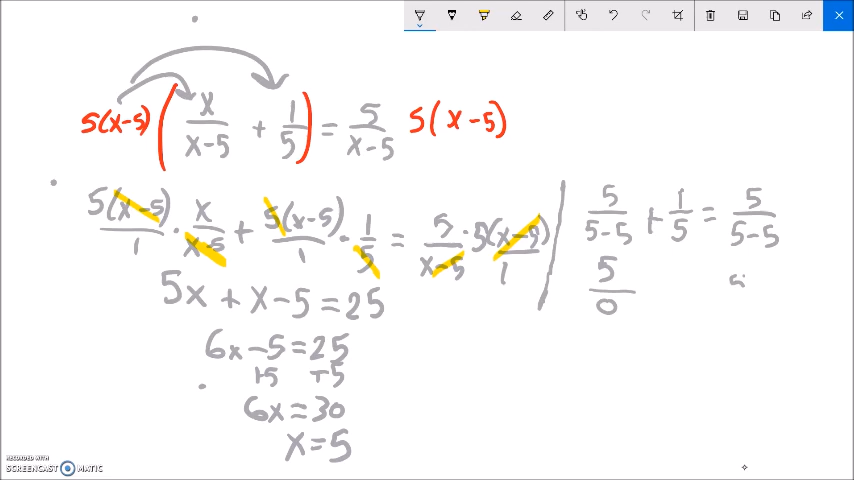 5(x-5) ( x/(x-5) + 1/5 ) = 5/(x-5) 5(x-5)
5(x-5)/1 · x/(x-5) + 5(x-5)/1 · 1/5 = 5/(x-5) · 5(x-5)/1
5x + x - 5 = 25
6x - 5 = 25
+5 +5
6x = 30
x = 5
5/(5-5) + 1/5 = 5/(5-5)
5/0
RECORDED WITH
SCREENCAST MATIC